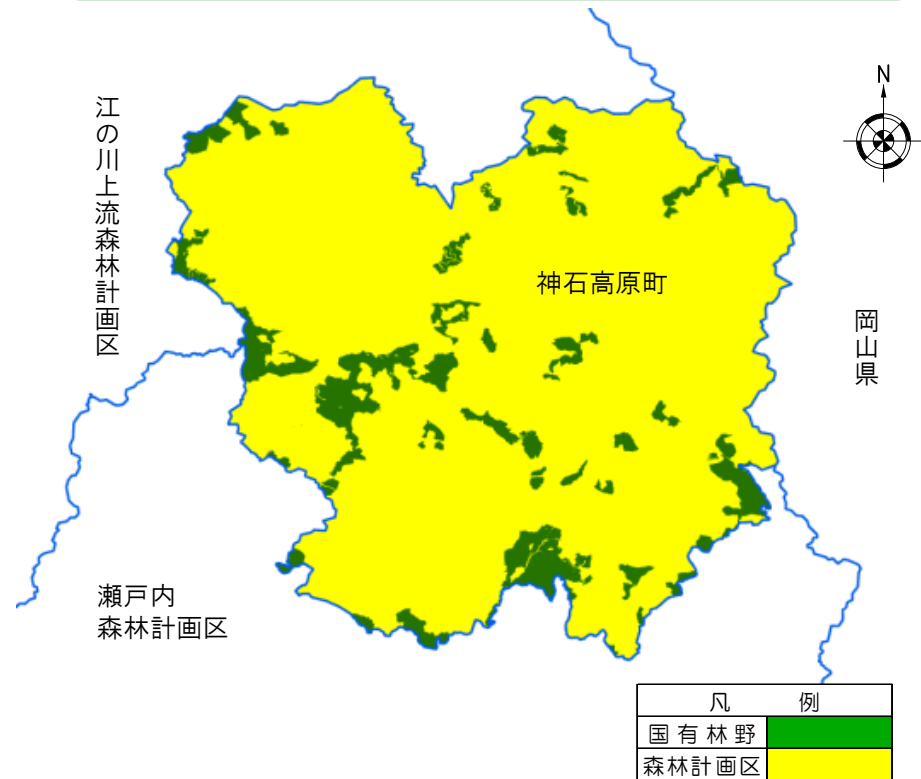 N
江の川上流森林計画区
神石高原町
岡山県
瀬戸内
森林計画区
凡 例
国有林野
森林計画区